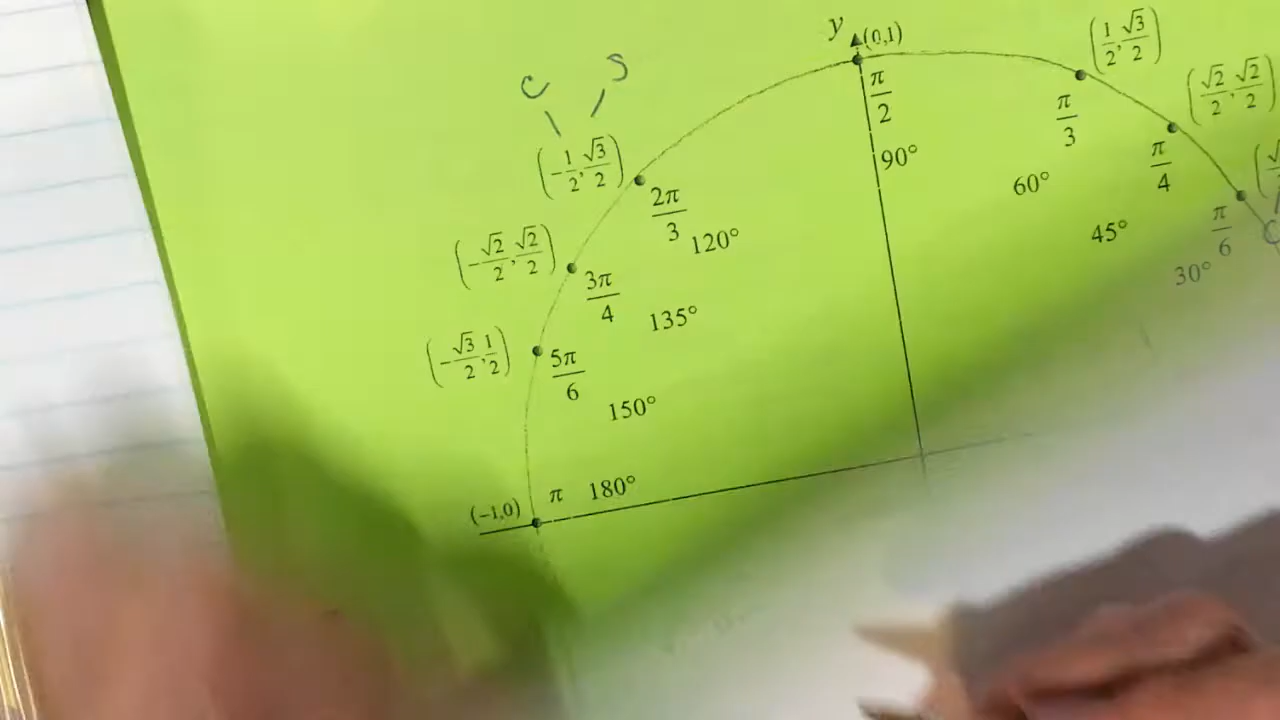 y (0,1)
(1/2, √3/2)
π/2
π/3
(√2/2, √2/2)
90°
60°
π/4
45°
π/6
30°
C S
(-1/2, √3/2)
2π/3
120°
(-√2/2, √2/2)
3π/4
135°
(-√3/2, 1/2)
5π/6
150°
(-1,0) π 180°